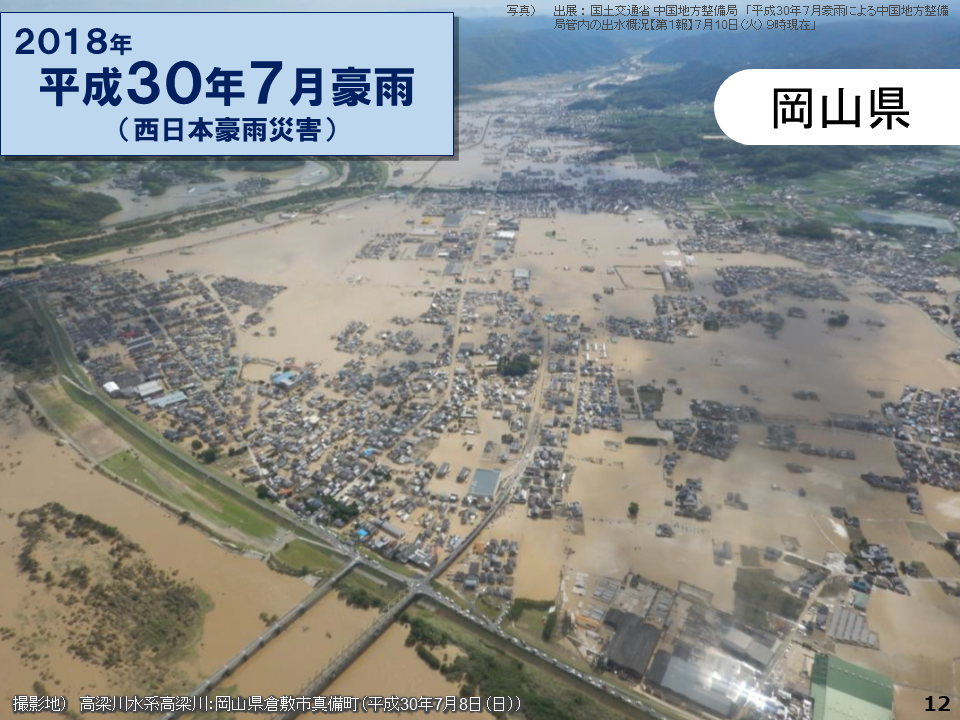 写真） 出展：国土交通省 中国地方整備局 「平成30年7月豪雨による中国地方整備
局管内の出水概況【第1報】7月10日（火）9時現在」
2018年
平成30年7月豪雨
（西日本豪雨災害）
岡山県
撮影地） 高梁川水系高梁川：岡山県倉敷市真備町（平成30年7月8日（日））
12